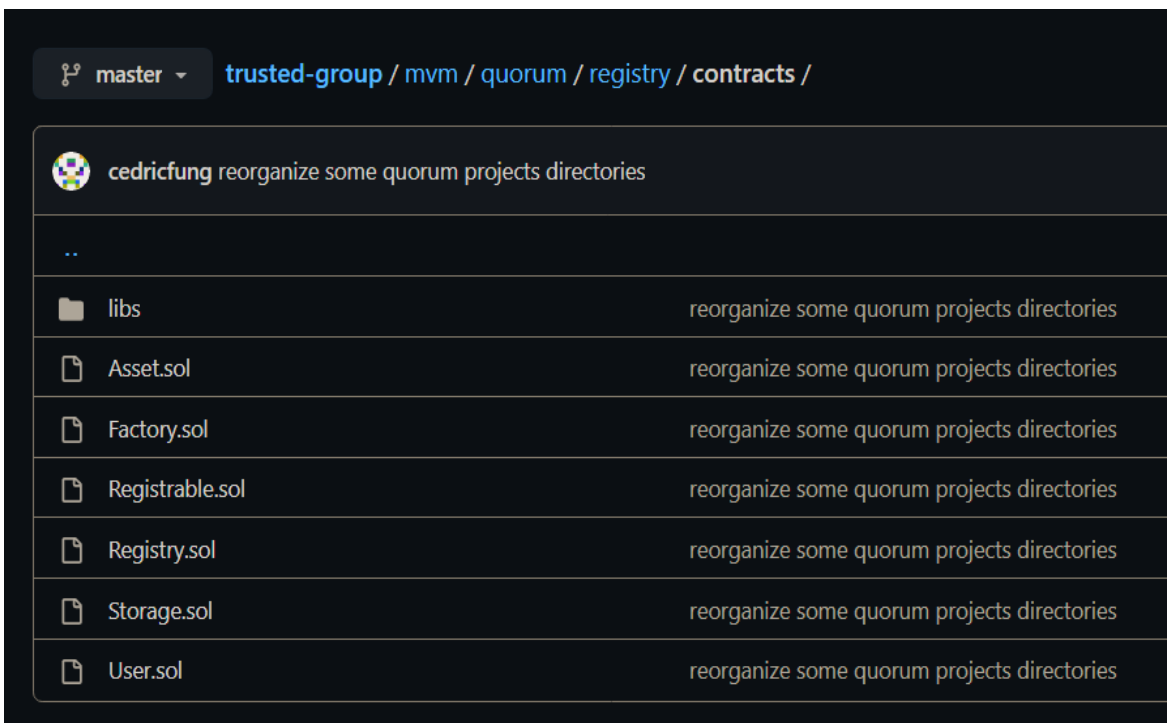 master trusted-group / mvm / quorum / registry / contracts /
cedricfung reorganize some quorum projects directories
..
libs reorganize some quorum projects directories
Asset.sol reorganize some quorum projects directories
Factory.sol reorganize some quorum projects directories
Registrable.sol reorganize some quorum projects directories
Registry.sol reorganize some quorum projects directories
Storage.sol reorganize some quorum projects directories
User.sol reorganize some quorum projects directories